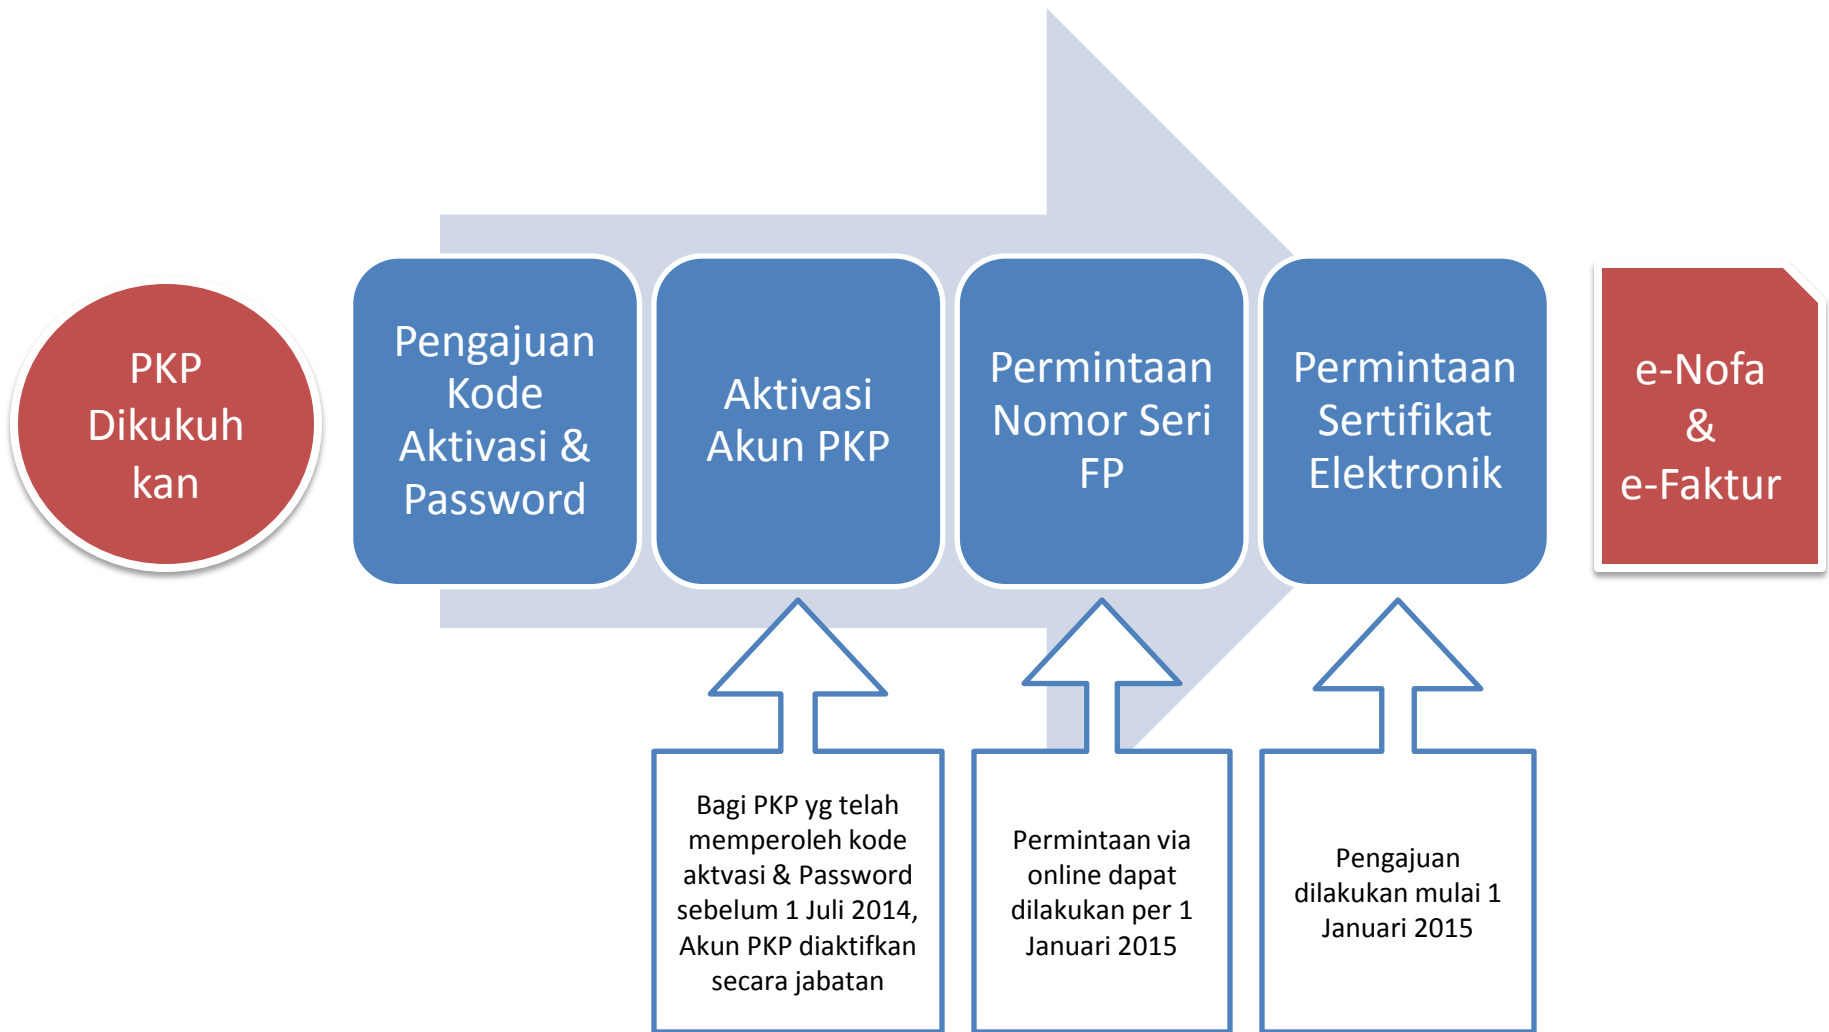 PKP
Dikukuh
kan
Pengajuan
Kode
Aktivasi &
Password
Aktivasi
Akun PKP
Permintaan
Nomor Seri
FP
Permintaan
Sertifikat
Elektronik
e-Nofa
&
e-Faktur
Bagi PKP yg telah
memperoleh kode
aktvasi & Password
sebelum 1 Juli 2014,
Akun PKP diaktifkan
secara jabatan
Permintaan via
online dapat
dilakukan per 1
Januari 2015
Pengajuan
dilakukan mulai 1
Januari 2015